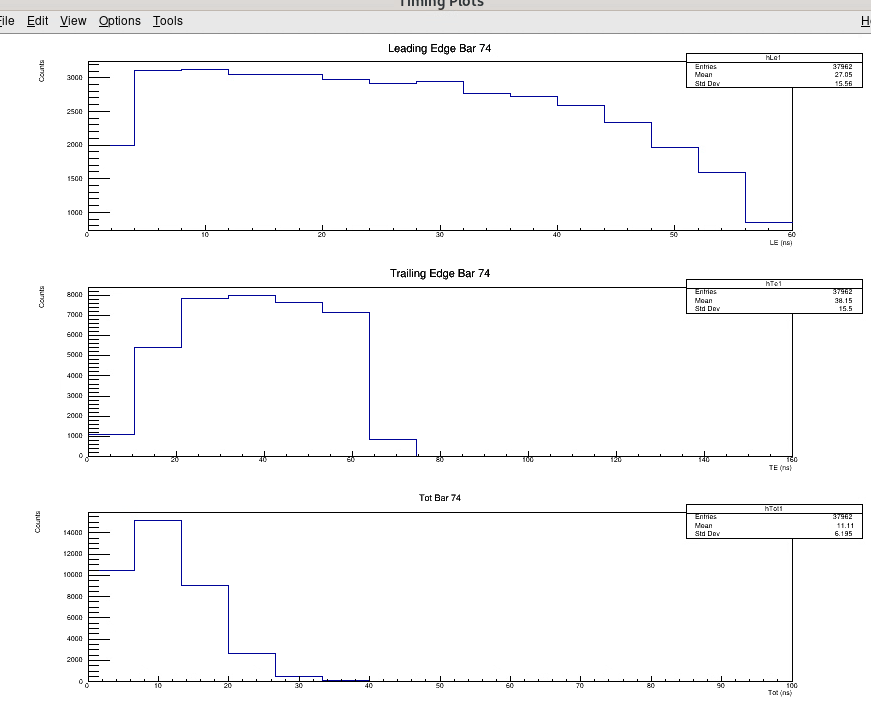 Timing Plots
File Edit View Options Tools
Leading Edge Bar 74
Counts
hLe1
Entries 37962
Mean 27.05
Std Dev 15.56
3000
2500
2000
1500
1000
0 10 20 30 40 50 60
LE (ns)
Trailing Edge Bar 74
Counts
hTe1
Entries 37962
Mean 38.15
Std Dev 15.5
8000
7000
6000
5000
4000
3000
2000
1000
0
0 20 40 60 80 100 120 140 160
TE (ns)
Tot Bar 74
Counts
hTot1
Entries 37962
Mean 11.11
Std Dev 6.195
14000
12000
10000
8000
6000
4000
2000
0
0 10 20 30 40 50 60 70 80 90 100
Tot (ns)